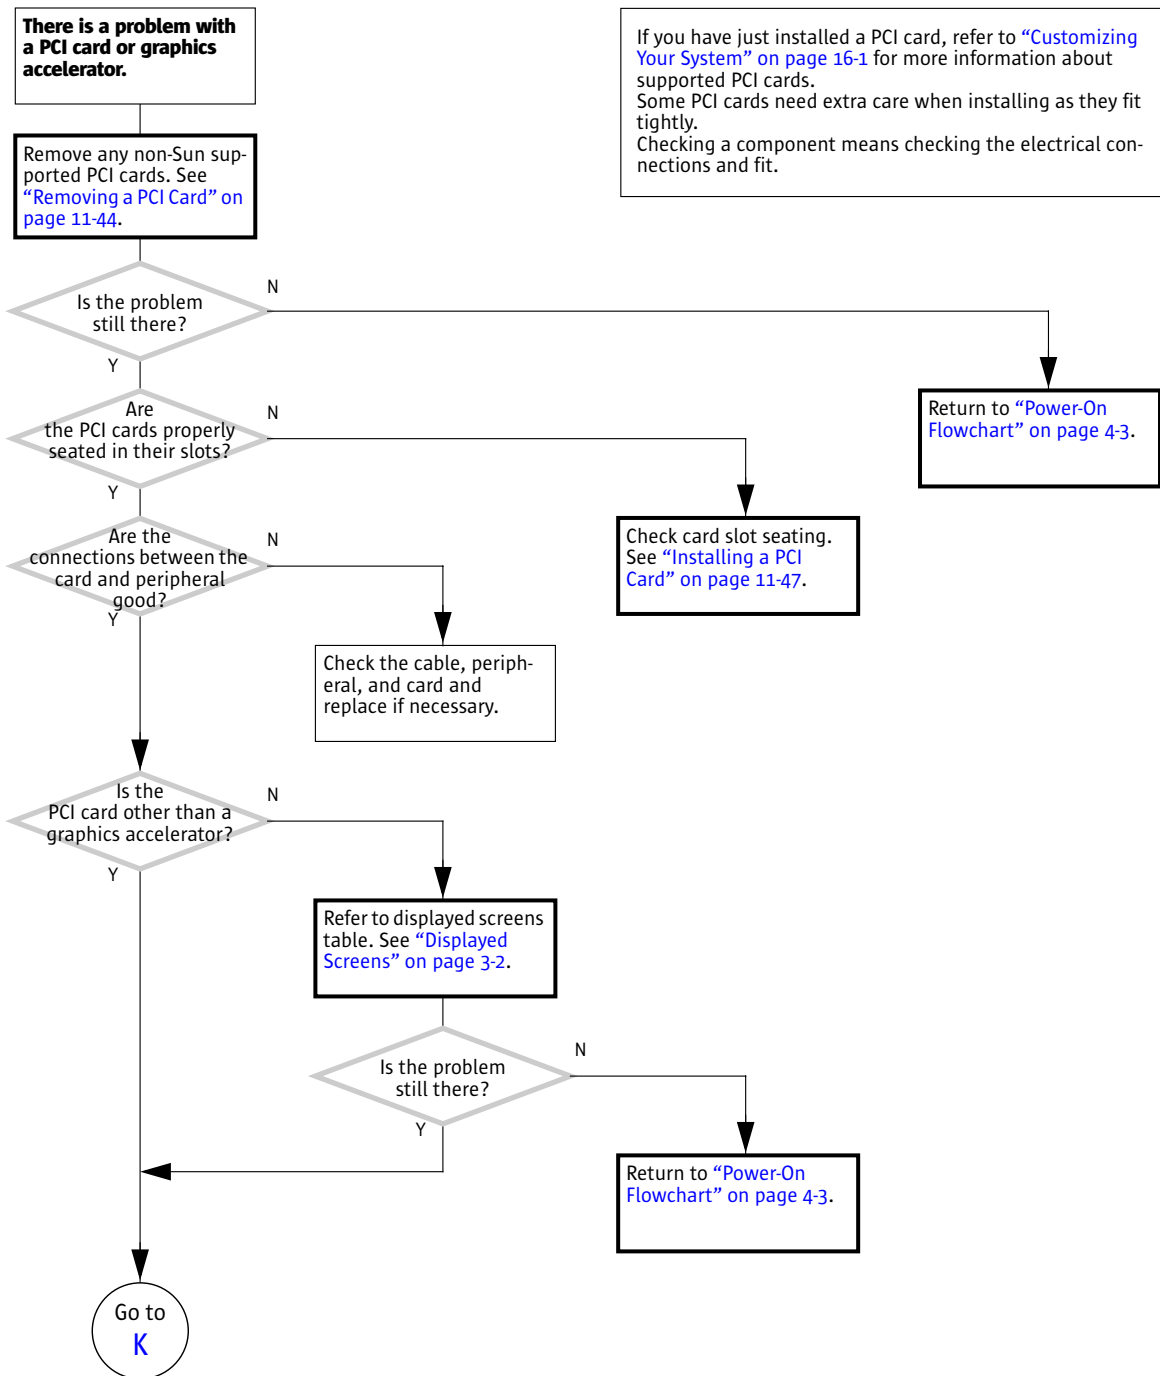 There is a problem with
a PCI card or graphics
accelerator.
If you have just installed a PCI card, refer to “Customizing
Your System” on page 16-1 for more information about
supported PCI cards.
Some PCI cards need extra care when installing as they fit
tightly.
Checking a component means checking the electrical con-
nections and fit.
Remove any non-Sun sup-
ported PCI cards. See
“Removing a PCI Card” on
page 11-44.
Is the problem
still there?
N
Y
Return to “Power-On
Flowchart” on page 4-3.
Are
the PCI cards properly
seated in their slots?
N
Y
Check card slot seating.
See “Installing a PCI
Card” on page 11-47.
Are the
connections between the
card and peripheral
good?
N
Y
Check the cable, periph-
eral, and card and
replace if necessary.
Is the
PCI card other than a
graphics accelerator?
N
Y
Refer to displayed screens
table. See “Displayed
Screens” on page 3-2.
Is the problem
still there?
N
Y
Return to “Power-On
Flowchart” on page 4-3.
Go to
K